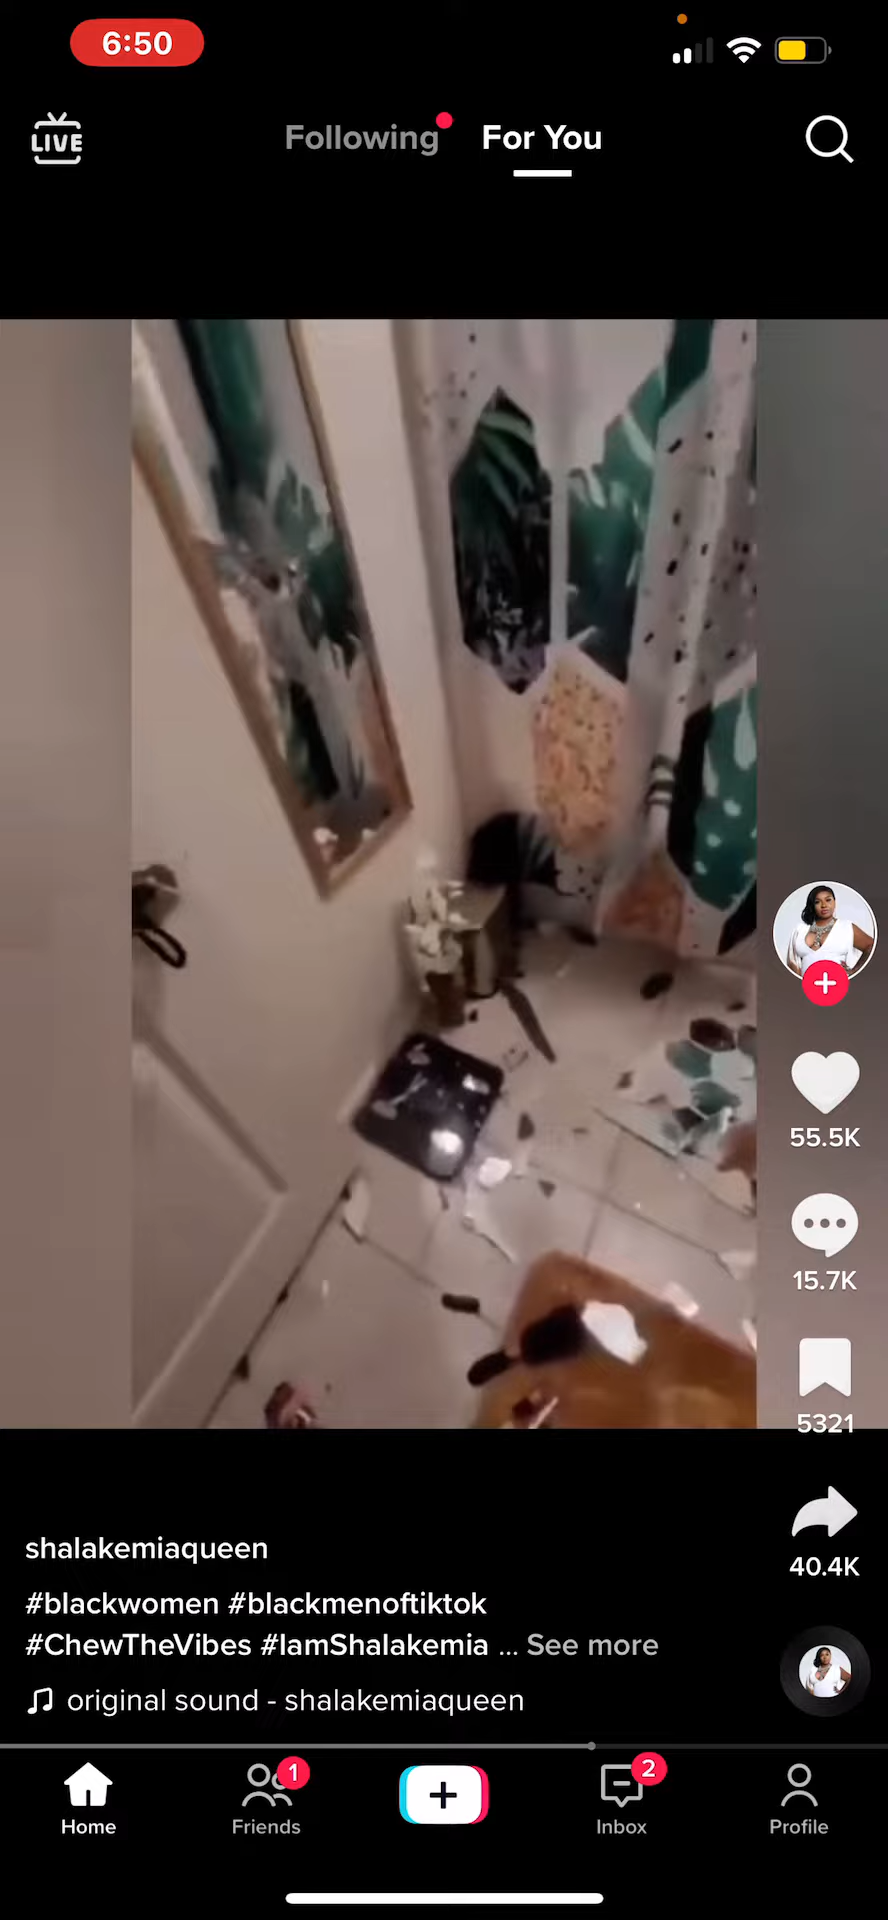 6:50
LIVE
Following
For You
55.5K
15.7K
5321
40.4K
shalakemiaqueen
#blackwomen #blackmenoftiktok
#ChewTheVibes #IamShalakemia ... See more
original sound - shalakemiaqueen
1
2
Home
Friends
Inbox
Profile